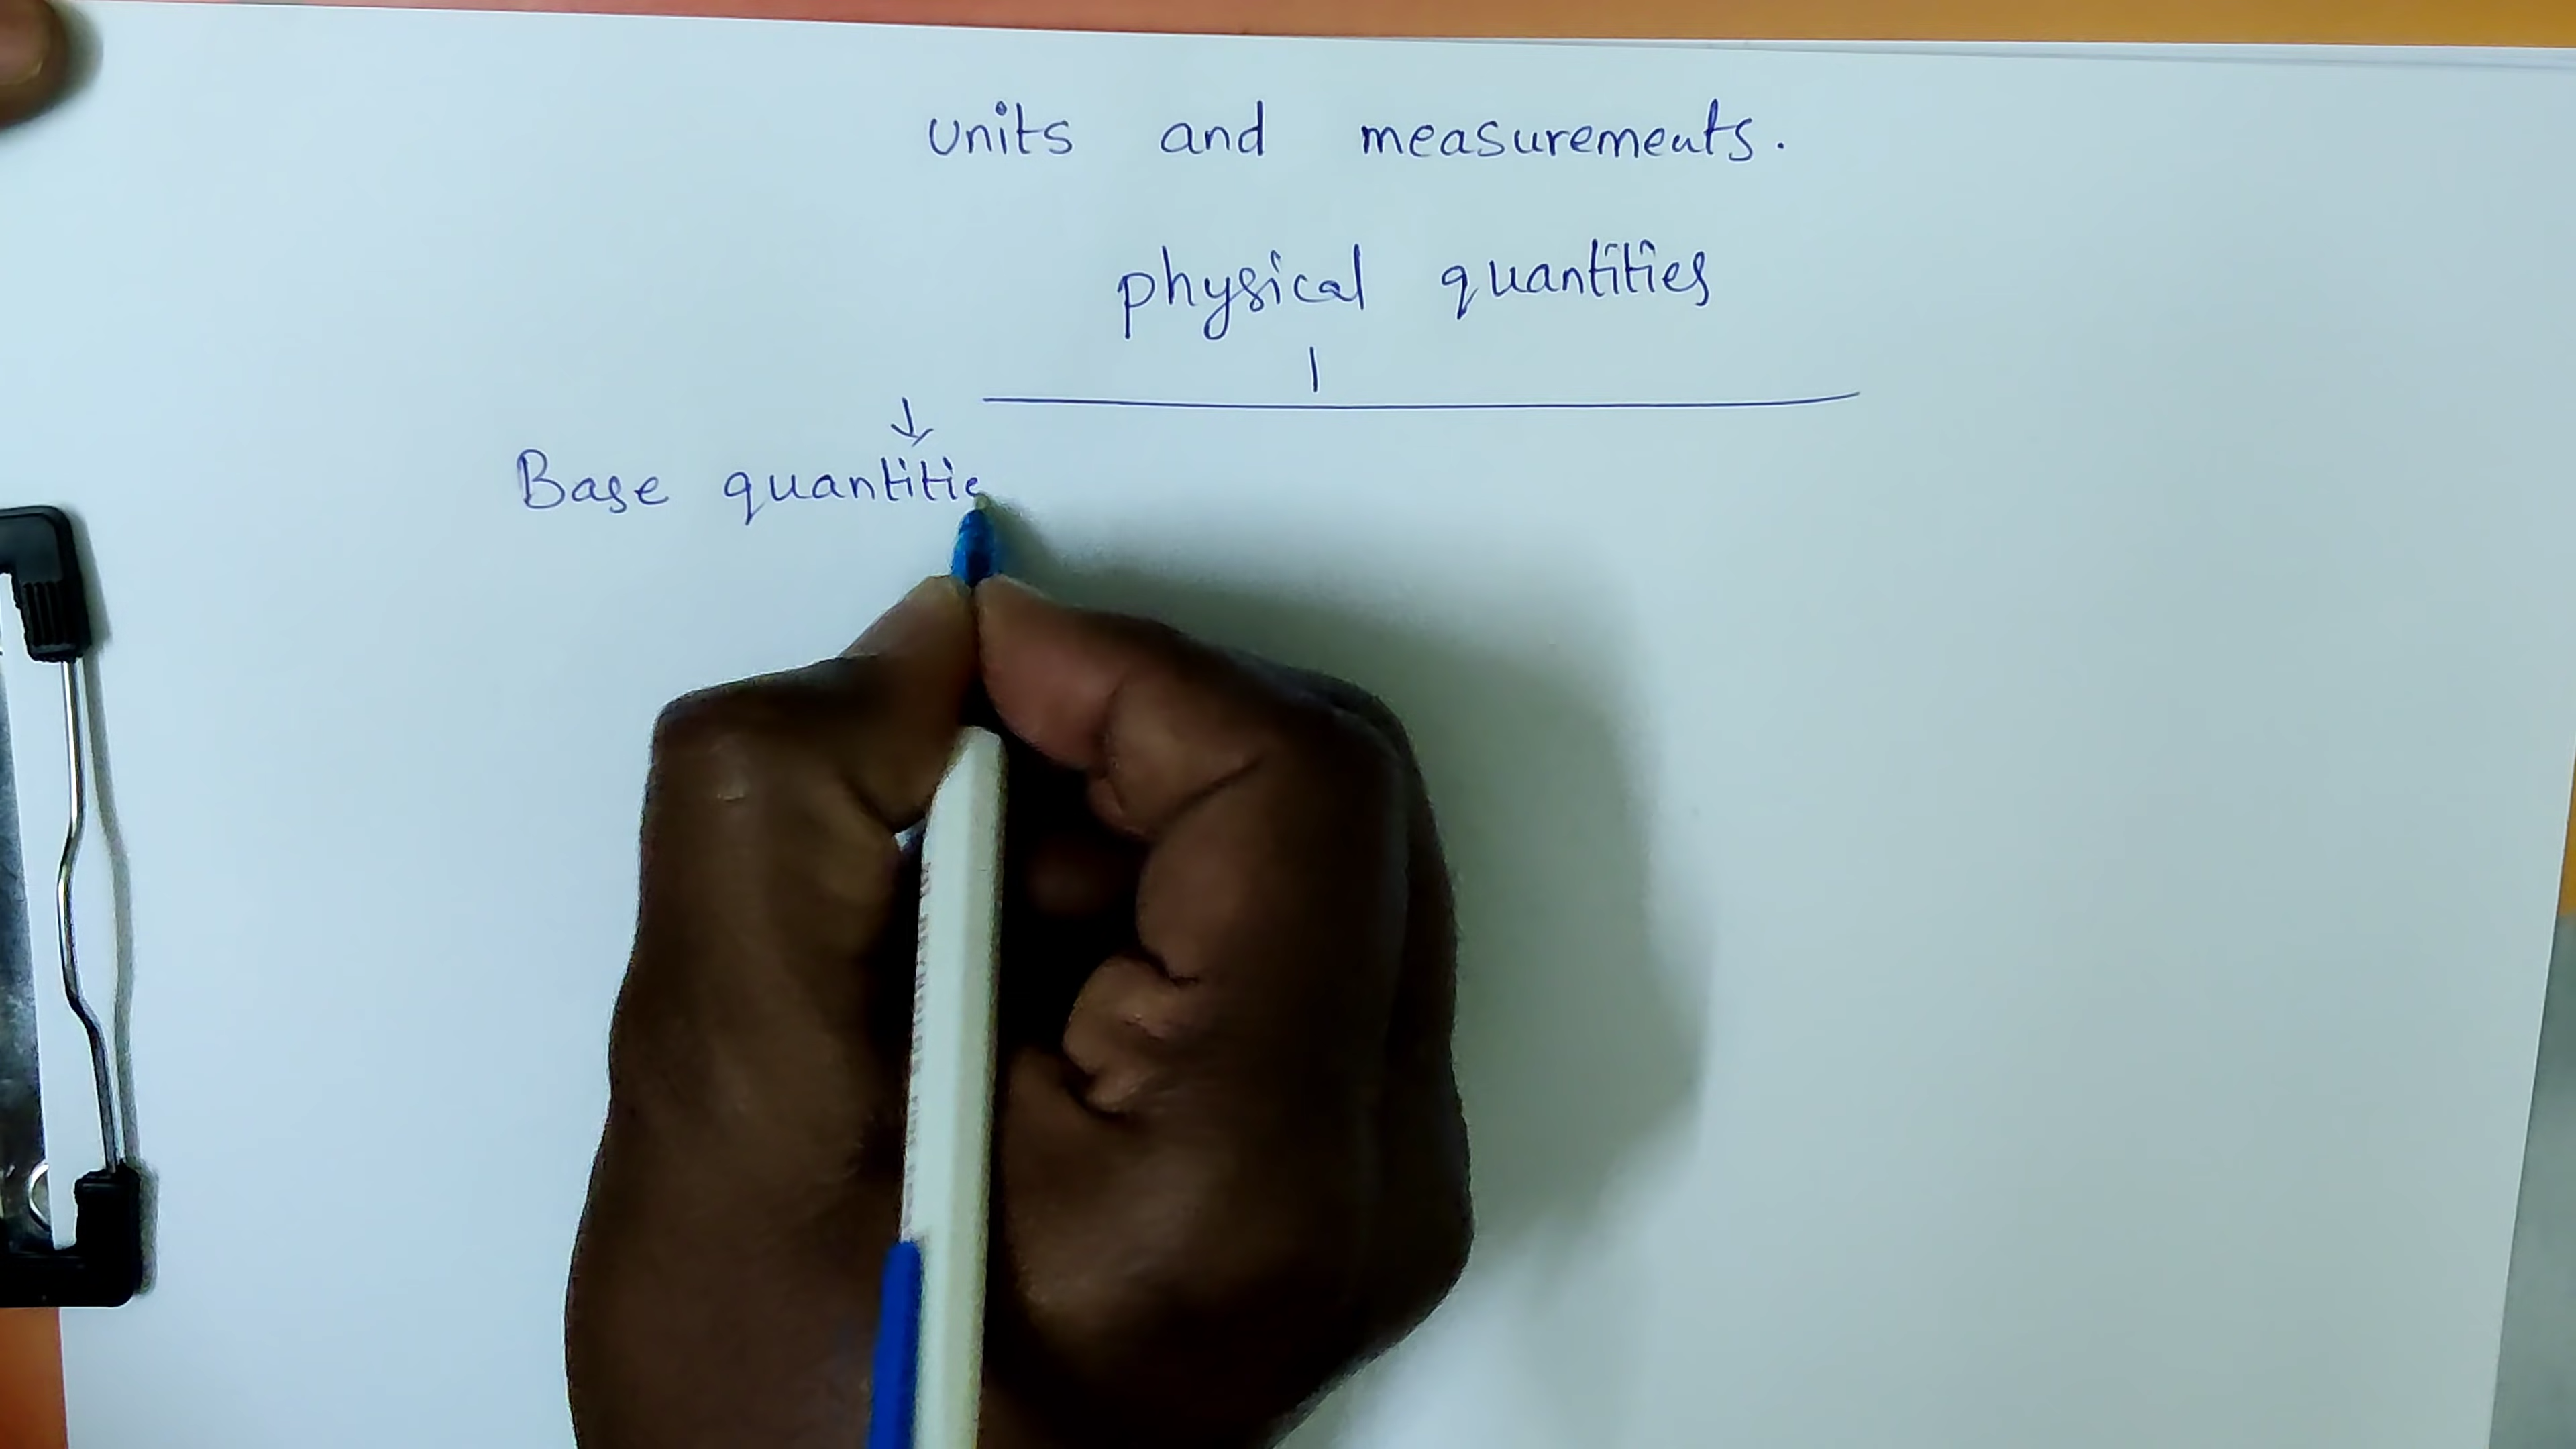 units and measurements.
physical quantities
Base quantitie